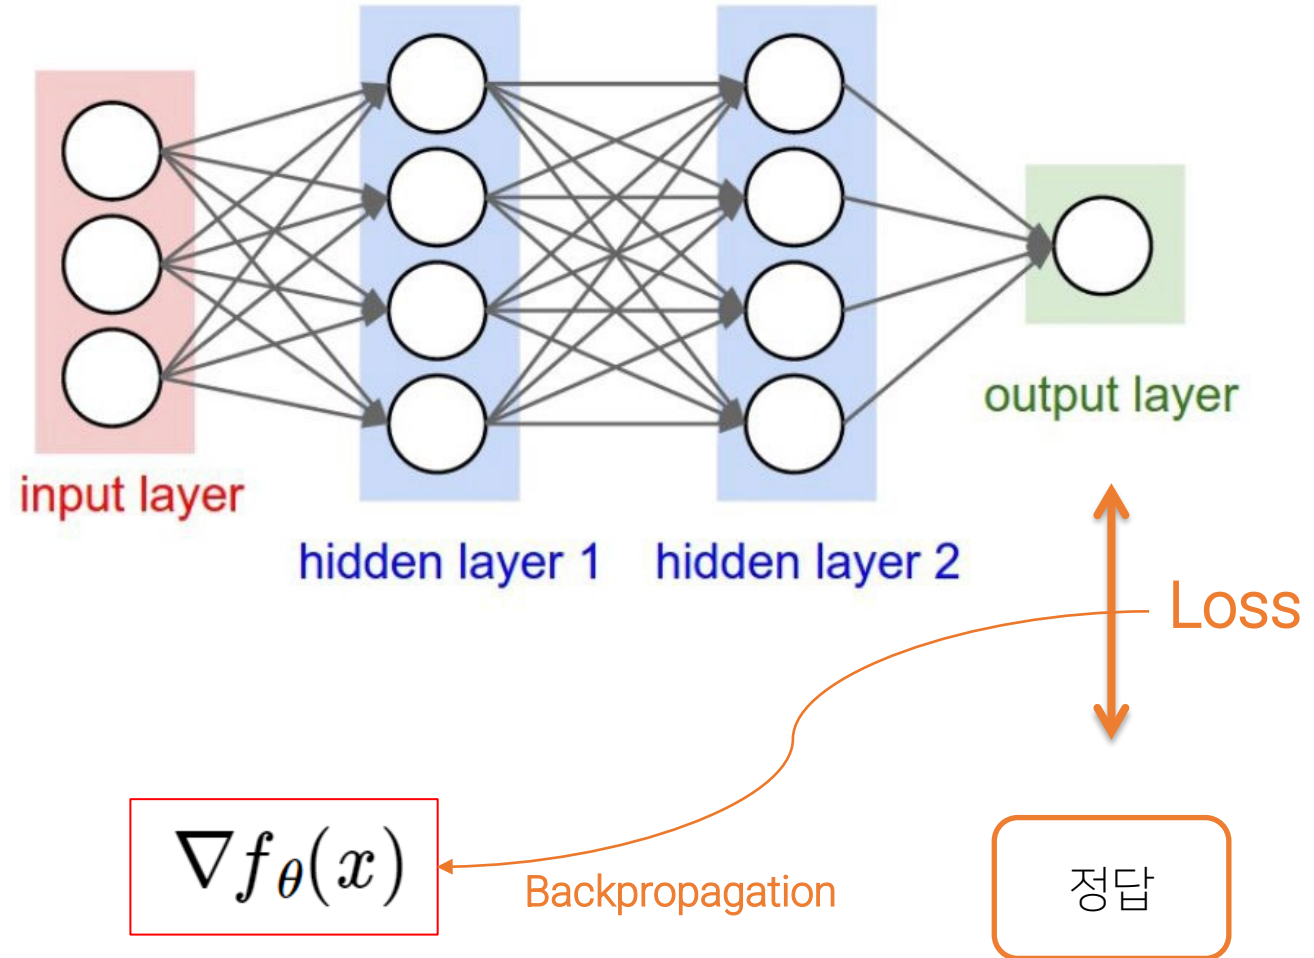 output layer
input layer
hidden layer 1
hidden layer 2
Loss
∇f_θ(x)
Backpropagation
정답